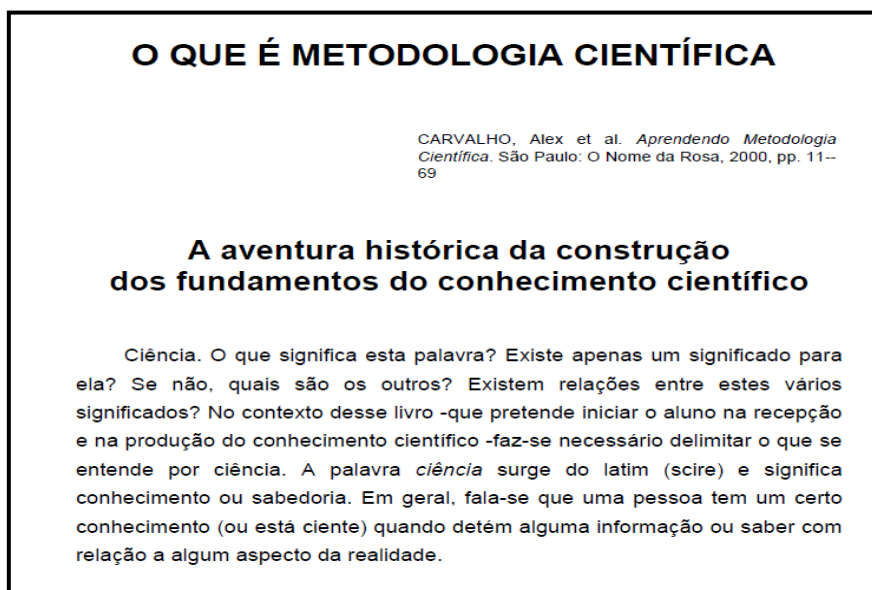 O QUE É METODOLOGIA CIENTÍFICA
CARVALHO, Alex et al. Aprendendo Metodologia
Científica. São Paulo: O Nome da Rosa, 2000, pp. 11--
69
A aventura histórica da construção
dos fundamentos do conhecimento científico
Ciência. O que significa esta palavra? Existe apenas um significado para
ela? Se não, quais são os outros? Existem relações entre estes vários
significados? No contexto desse livro -que pretende iniciar o aluno na recepção
e na produção do conhecimento científico -faz-se necessário delimitar o que se
entende por ciência. A palavra ciência surge do latim (scire) e significa
conhecimento ou sabedoria. Em geral, fala-se que uma pessoa tem um certo
conhecimento (ou está ciente) quando detém alguma informação ou saber com
relação a algum aspecto da realidade.